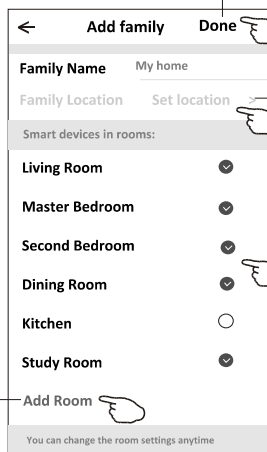 Add family Done
Family Name My home
Family Location Set location
Smart devices in rooms:
Living Room
Master Bedroom
Second Bedroom
Dining Room
Kitchen
Study Room
Add Room
You can change the room settings anytime